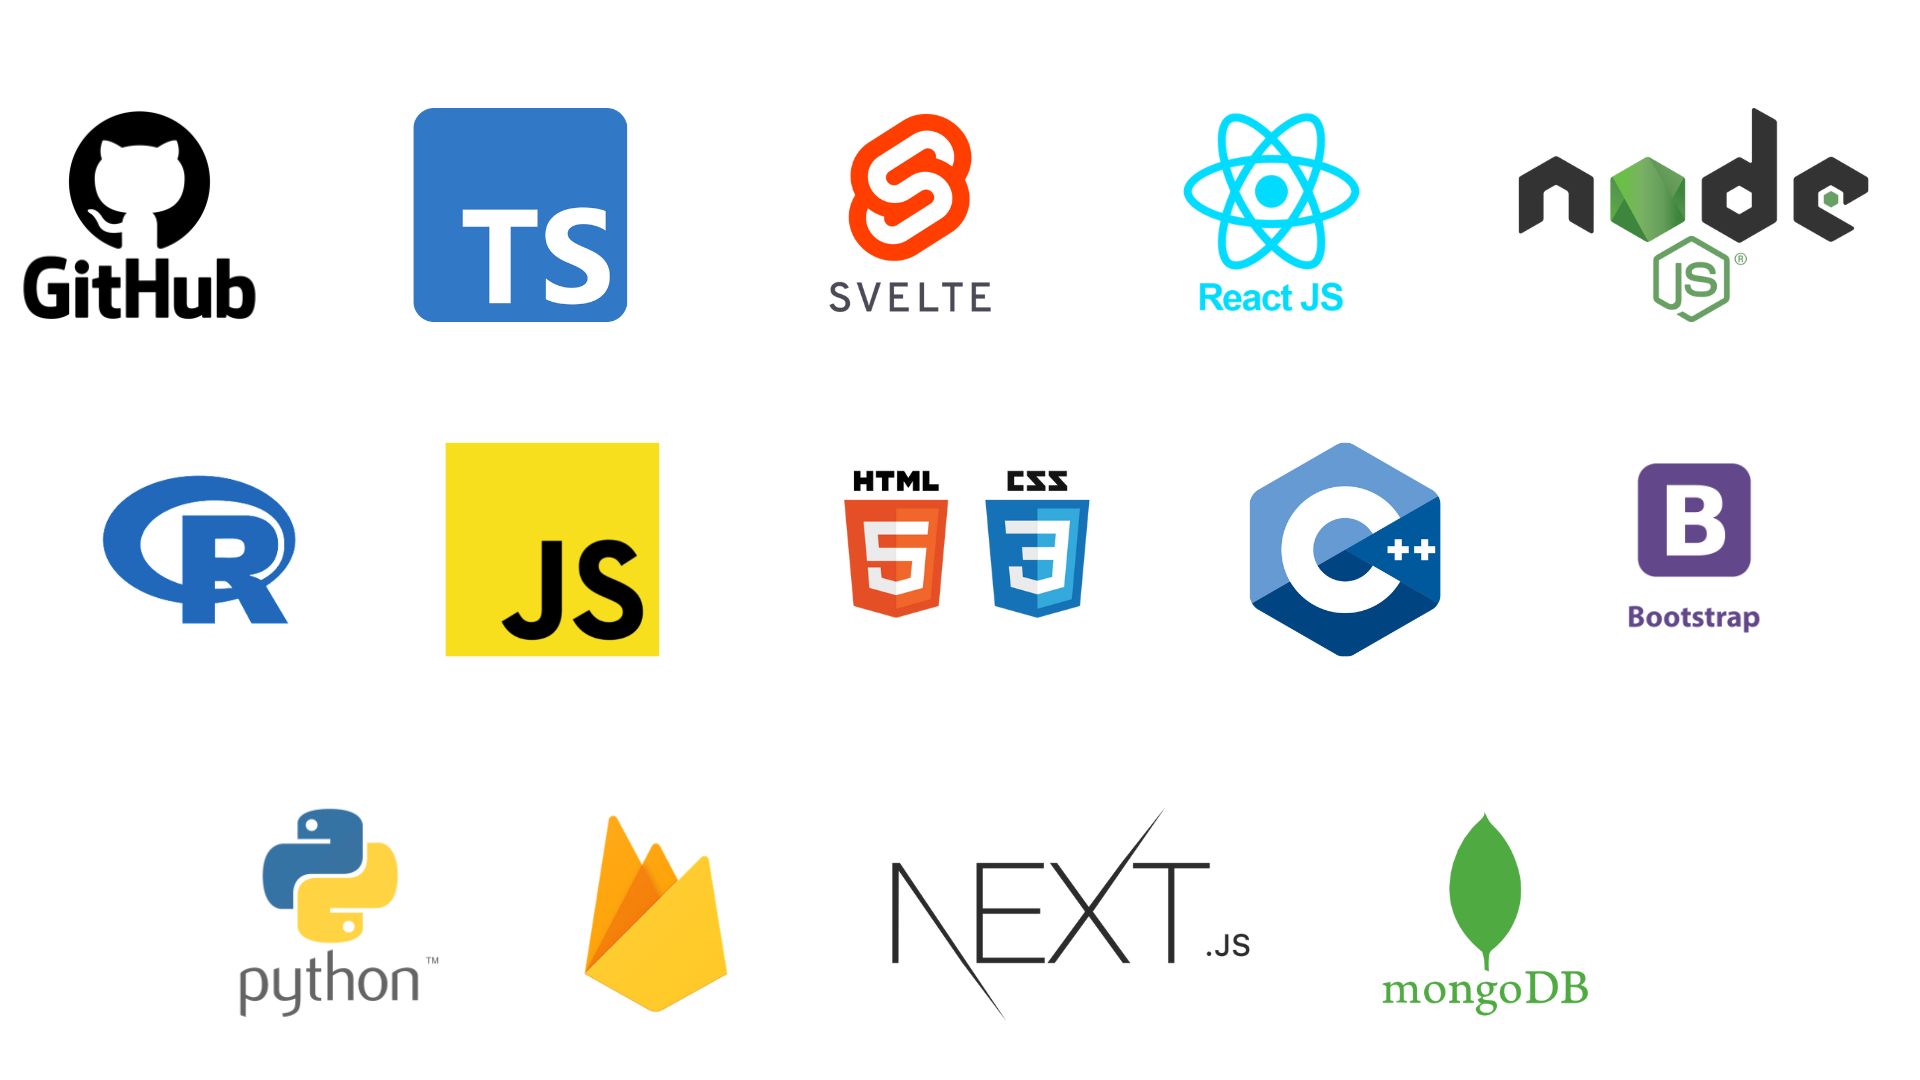 GitHub
TS
SVELTE
React JS
node
JS®
R
JS
HTML
5
CSS
3
C++
B
Bootstrap
python™
NEXT.JS
mongoDB